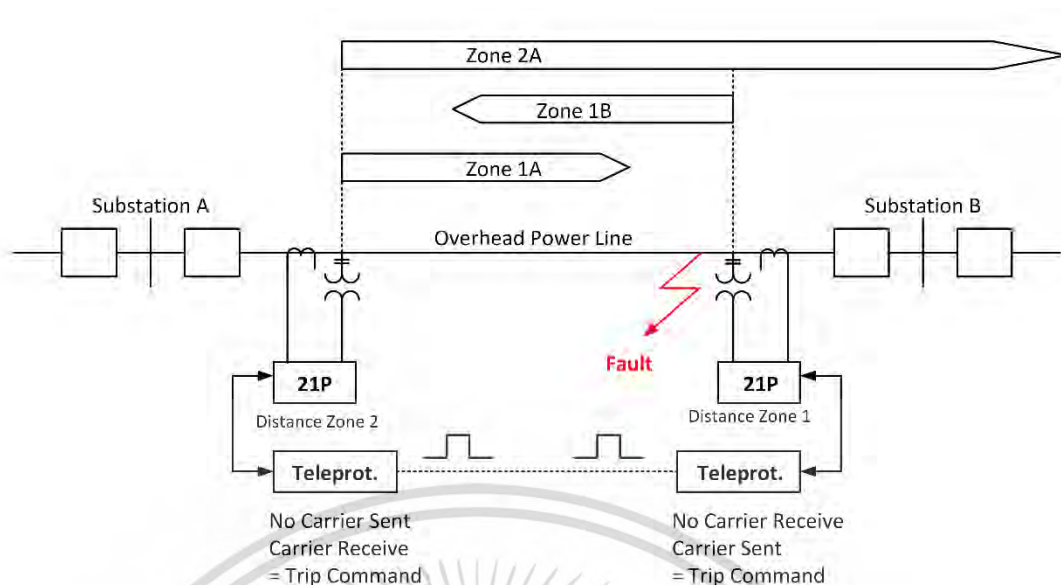 Zone 2A
Zone 1B
Zone 1A
Substation A
Substation B
Overhead Power Line
Fault
21P
21P
Distance Zone 2
Distance Zone 1
Teleprot.
Teleprot.
No Carrier Sent
Carrier Receive
= Trip Command
No Carrier Receive
Carrier Sent
= Trip Command